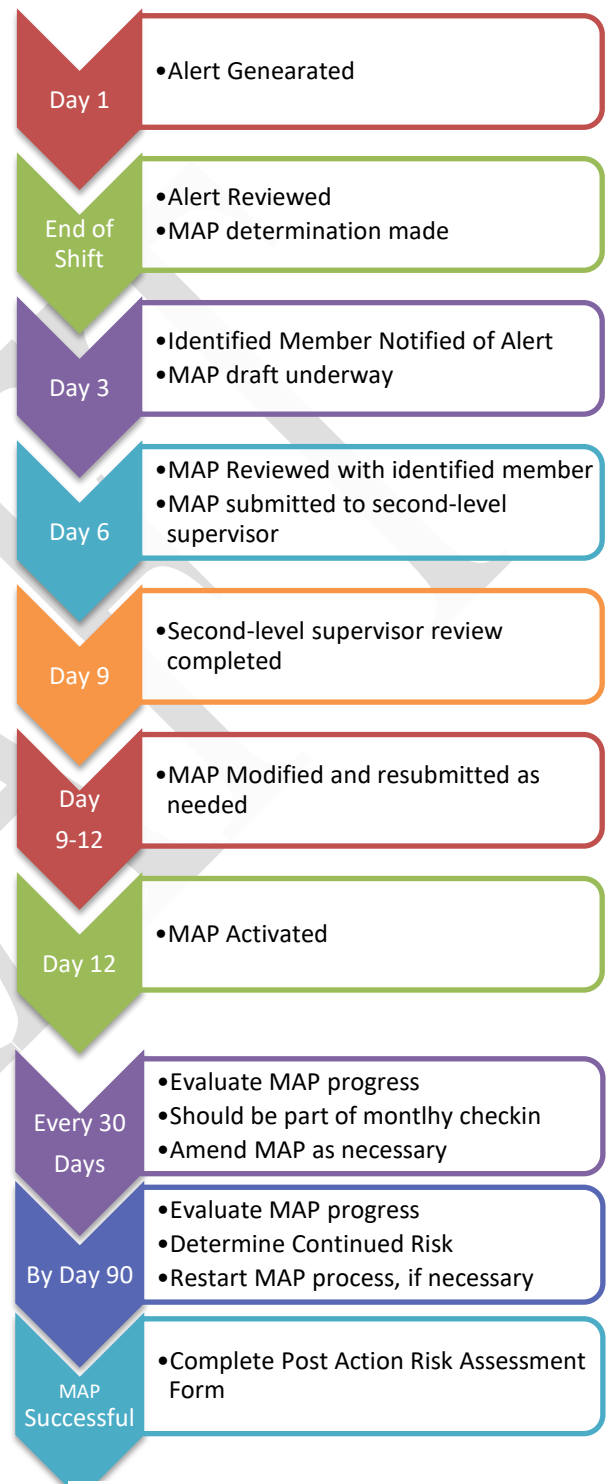 Day 1
•Alert Genearated
End of
Shift
•Alert Reviewed
•MAP determination made
Day 3
•Identified Member Notified of Alert
•MAP draft underway
Day 6
•MAP Reviewed with identified member
•MAP submitted to second-level
supervisor
Day 9
•Second-level supervisor review
completed
Day
9-12
•MAP Modified and resubmitted as
needed
Day 12
•MAP Activated
Every 30
Days
•Evaluate MAP progress
•Should be part of montlhy checkin
•Amend MAP as necessary
By Day 90
•Evaluate MAP progress
•Determine Continued Risk
•Restart MAP process, if necessary
MAP
Successful
•Complete Post Action Risk Assessment
Form